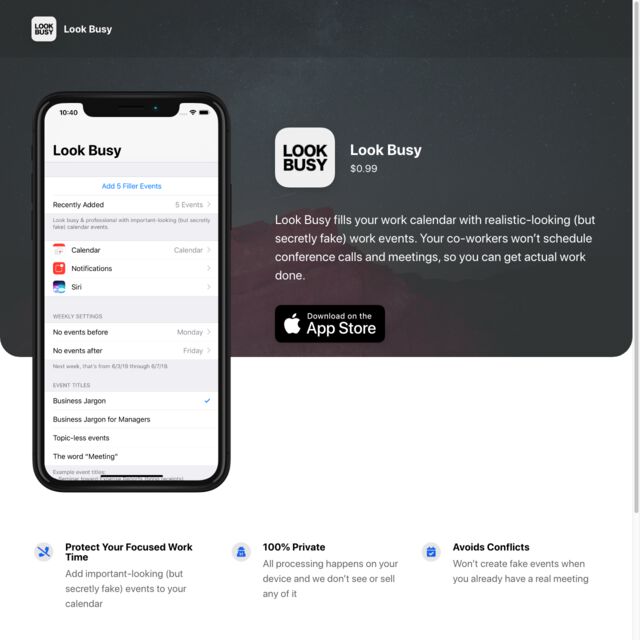 LOOK
BUSY
Look Busy
10:40
Look Busy
Add 5 Filler Events
Recently Added 5 Events
Look busy & professional with important-looking (but secretly
fake) calendar events.
Calendar Calendar
Notifications
Siri
WEEKLY SETTINGS
No events before Monday
No events after Friday
Next week, that's from 6/3/19 through 6/7/19.
EVENT TITLES
Business Jargon
Business Jargon for Managers
Topic-less events
The word "Meeting"
Example event titles:
LOOK
BUSY
Look Busy
$0.99
Look Busy fills your work calendar with realistic-looking (but
secretly fake) work events. Your co-workers won't schedule
conference calls and meetings, so you can get actual work
done.
Download on the
App Store
Protect Your Focused Work
Time
Add important-looking (but
secretly fake) events to your
calendar
100% Private
All processing happens on your
device and we don't see or sell
any of it
Avoids Conflicts
Won't create fake events when
you already have a real meeting